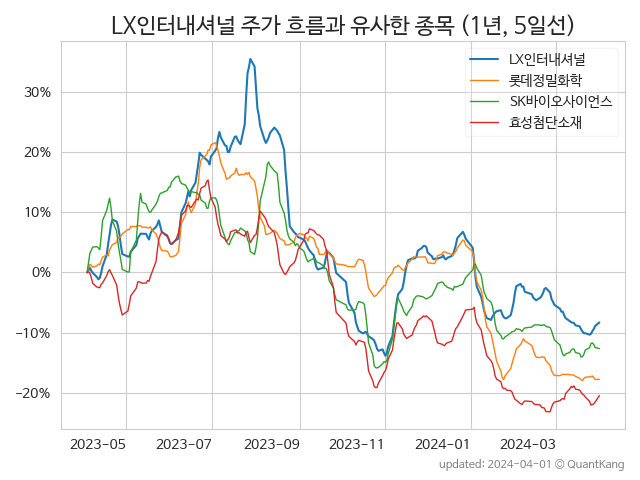 LX인터내셔널 주가 흐름과 유사한 종목 (1년, 5일선)
LX인터내셔널
롯데정밀화학
SK바이오사이언스
효성첨단소재
30%
20%
10%
0%
−10%
−20%
2023-05 2023-07 2023-09 2023-11 2024-01 2024-03
updated: 2024-04-01 © QuantKang